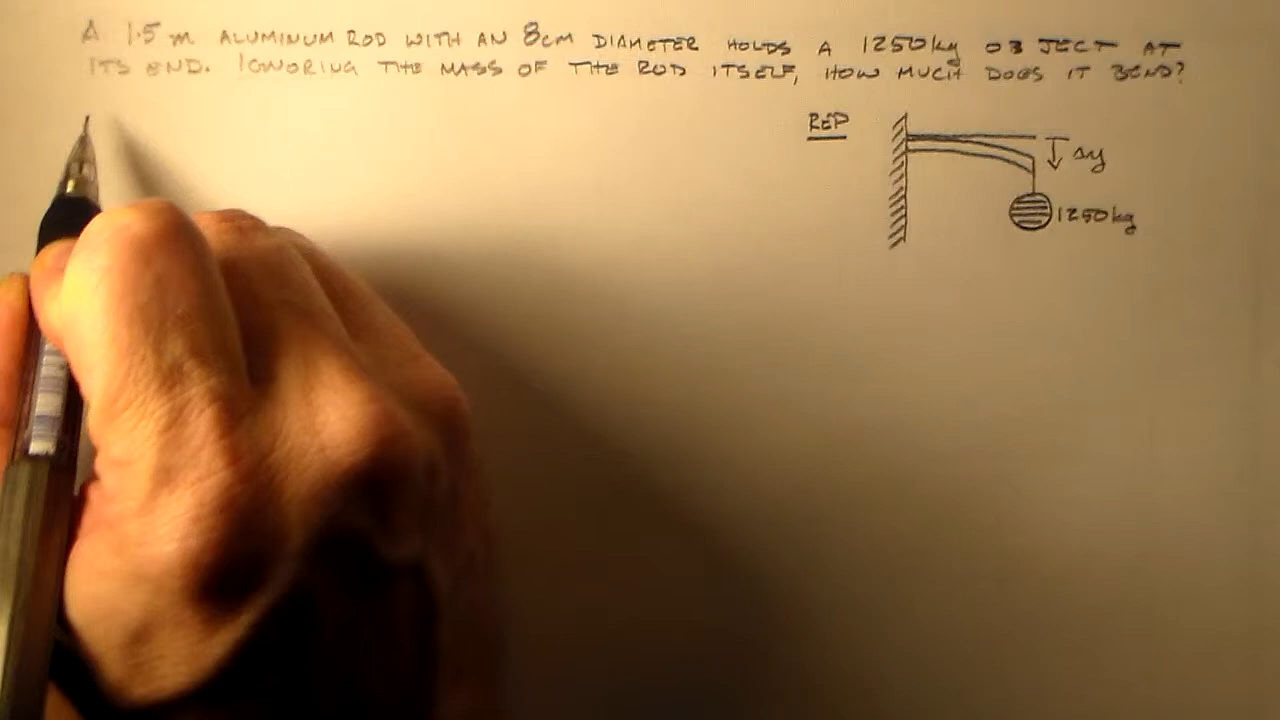 A 1.5 m ALUMINUM ROD WITH AN 8cm DIAMETER HOLDS A 1250kg OBJECT AT
ITS END. IGNORING THE MASS OF THE ROD ITSELF, HOW MUCH DOES IT BEND?
REP
Δy
1250kg